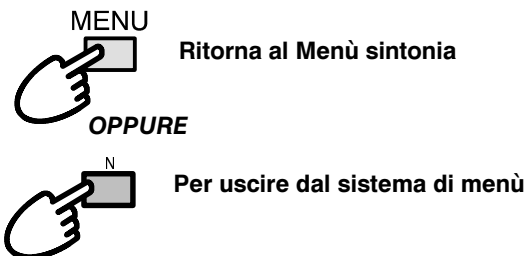 MENU
Ritorna al Menù sintonia
OPPURE
N
Per uscire dal sistema di menù